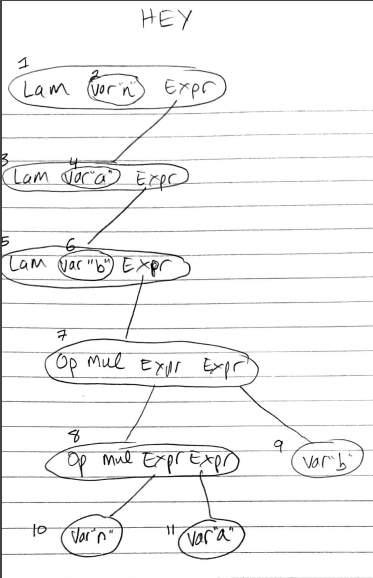 HEY
1
2
Lam Var"n" Expr
3 4
Lam Var"a" Expr
5 6
Lam Var"b" Expr
7
Op Mul Expr Expr
8
Op mul Expr Expr
9 Var"b"
10 Var"n" 11 Var"a"